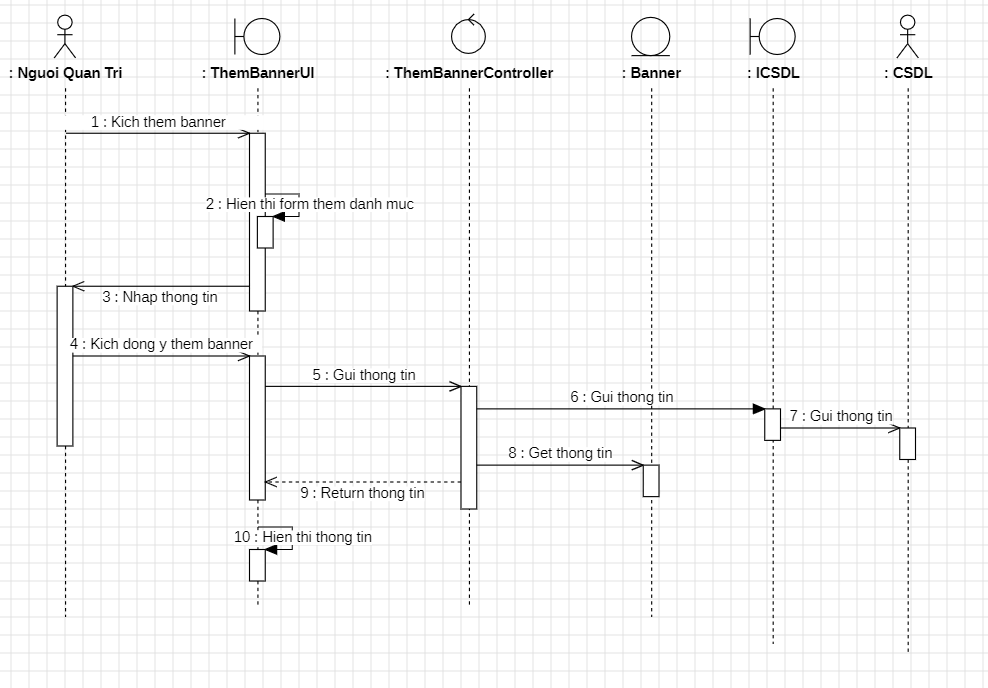 : Nguoi Quan Tri
: ThemBannerUI
: ThemBannerController
: Banner
: ICSDL
: CSDL
1 : Kich them banner
2 : Hien thi form them danh muc
3 : Nhap thong tin
4 : Kich dong y them banner
5 : Gui thong tin
6 : Gui thong tin
7 : Gui thong tin
8 : Get thong tin
9 : Return thong tin
10 : Hien thi thong tin